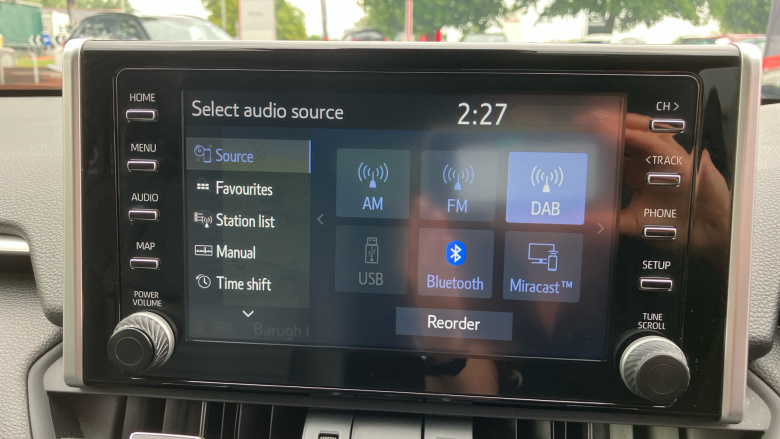 HOME
MENU
AUDIO
MAP
POWER
VOLUME
Select audio source
2:27
Source
Favourites
Station list
Manual
Time shift
AM
FM
DAB
USB
Bluetooth
Miracast™
Reorder
Barugh
CH >
< TRACK
PHONE
SETUP
TUNE
SCROLL